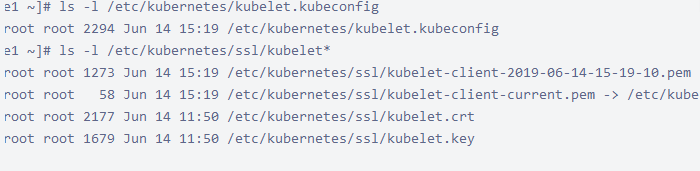 e1 ~]# ls -l /etc/kubernetes/kubelet.kubeconfig
root root 2294 Jun 14 15:19 /etc/kubernetes/kubelet.kubeconfig
e1 ~]# ls -l /etc/kubernetes/ssl/kubelet*
root root 1273 Jun 14 15:19 /etc/kubernetes/ssl/kubelet-client-2019-06-14-15-19-10.pem
root root   58 Jun 14 15:19 /etc/kubernetes/ssl/kubelet-client-current.pem -> /etc/kube
root root 2177 Jun 14 11:50 /etc/kubernetes/ssl/kubelet.crt
root root 1679 Jun 14 11:50 /etc/kubernetes/ssl/kubelet.key